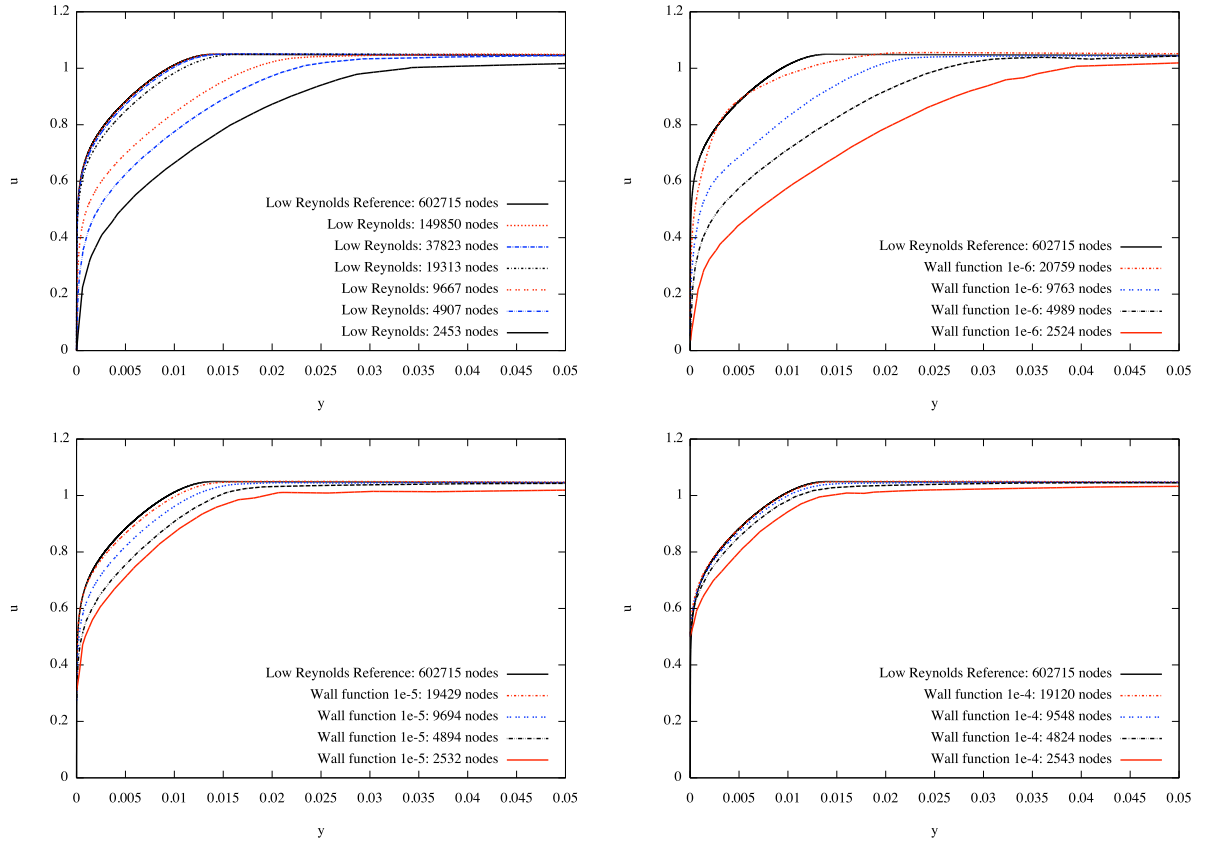 1.2
1
0.8
0.6
0.4
0.2
0
u
Low Reynolds Reference: 602715 nodes
Low Reynolds: 149850 nodes
Low Reynolds: 37823 nodes
Low Reynolds: 19313 nodes
Low Reynolds: 9667 nodes
Low Reynolds: 4907 nodes
Low Reynolds: 2453 nodes
0 0.005 0.01 0.015 0.02 0.025 0.03 0.035 0.04 0.045 0.05
y
1.2
1
0.8
0.6
0.4
0.2
0
u
Low Reynolds Reference: 602715 nodes
Wall function 1e-6: 20759 nodes
Wall function 1e-6: 9763 nodes
Wall function 1e-6: 4989 nodes
Wall function 1e-6: 2524 nodes
0 0.005 0.01 0.015 0.02 0.025 0.03 0.035 0.04 0.045 0.05
y
1.2
1
0.8
0.6
0.4
0.2
0
u
Low Reynolds Reference: 602715 nodes
Wall function 1e-5: 19429 nodes
Wall function 1e-5: 9694 nodes
Wall function 1e-5: 4894 nodes
Wall function 1e-5: 2532 nodes
0 0.005 0.01 0.015 0.02 0.025 0.03 0.035 0.04 0.045 0.05
y
1.2
1
0.8
0.6
0.4
0.2
0
u
Low Reynolds Reference: 602715 nodes
Wall function 1e-4: 19120 nodes
Wall function 1e-4: 9548 nodes
Wall function 1e-4: 4824 nodes
Wall function 1e-4: 2543 nodes
0 0.005 0.01 0.015 0.02 0.025 0.03 0.035 0.04 0.045 0.05
y